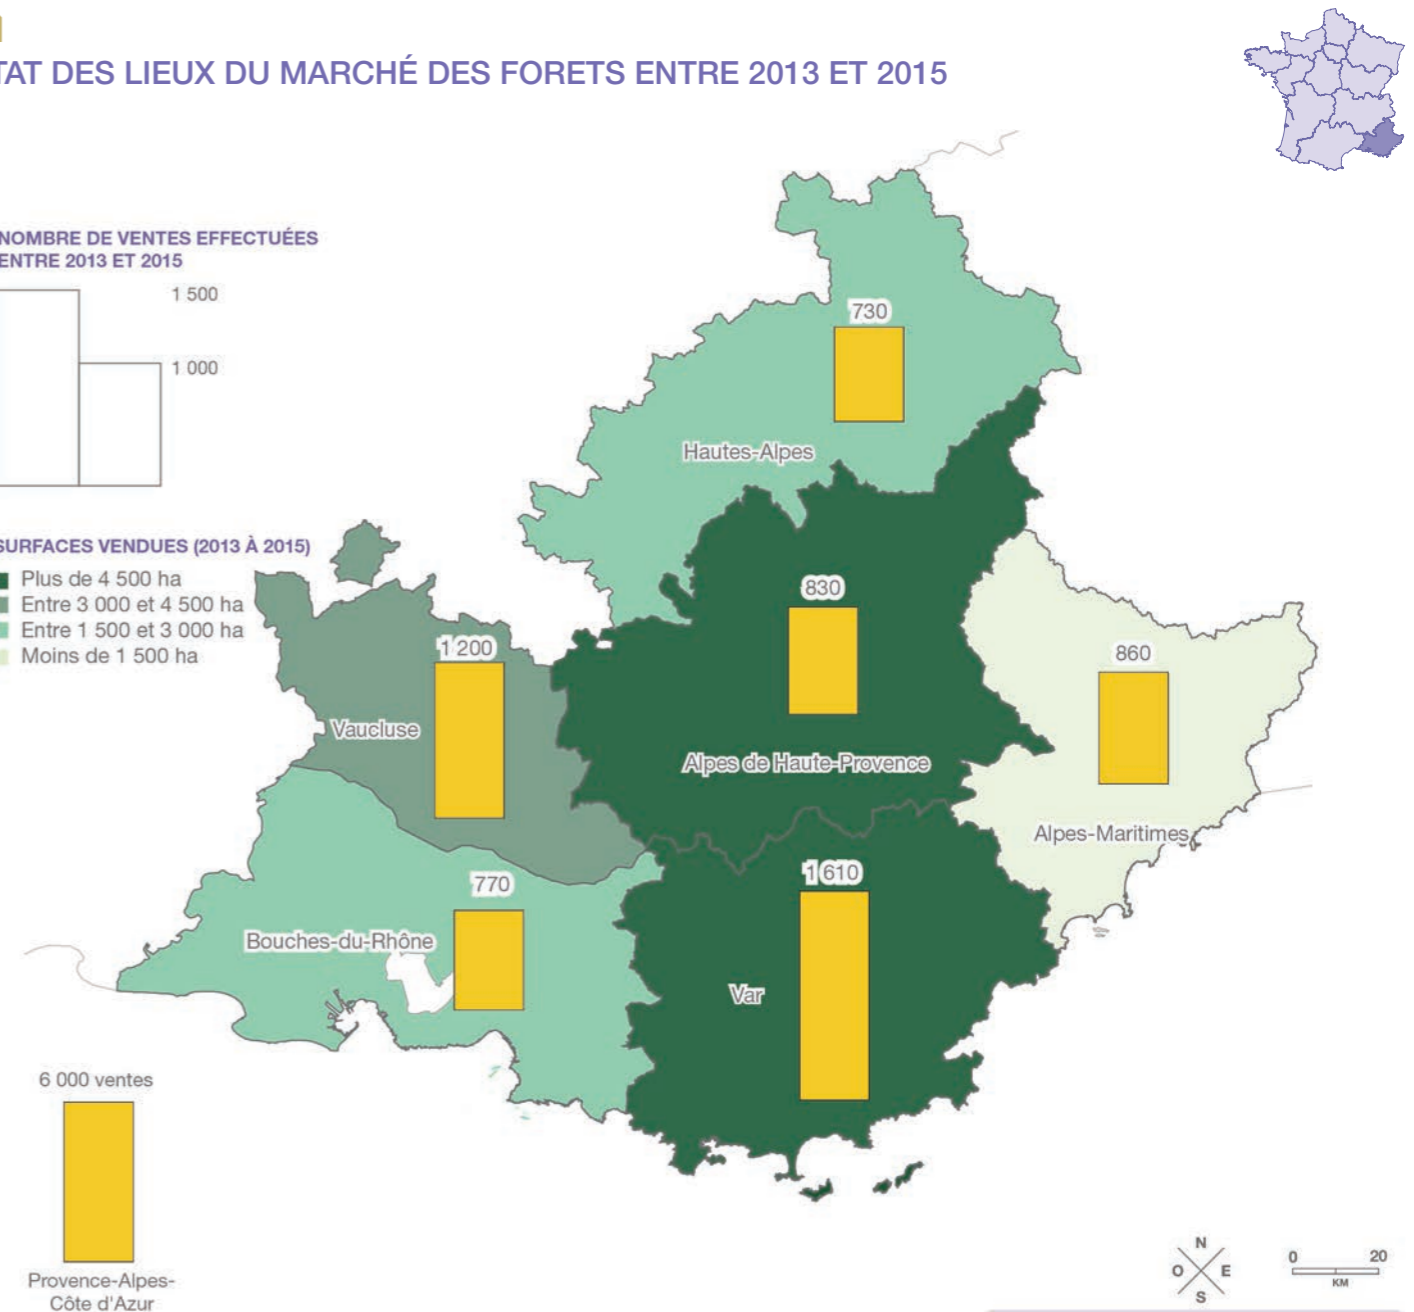 TAT DES LIEUX DU MARCHÉ DES FORETS ENTRE 2013 ET 2015
NOMBRE DE VENTES EFFECTUÉES
ENTRE 2013 ET 2015
1 500
1 000
SURFACES VENDUES (2013 À 2015)
Plus de 4 500 ha
Entre 3 000 et 4 500 ha
Entre 1 500 et 3 000 ha
Moins de 1 500 ha
730
Hautes-Alpes
830
Alpes de Haute-Provence
860
Alpes-Maritimes
1 200
Vaucluse
770
Bouches-du-Rhône
1 610
Var
6 000 ventes
Provence-Alpes-
Côte d'Azur
N
O E
S
0 20
KM